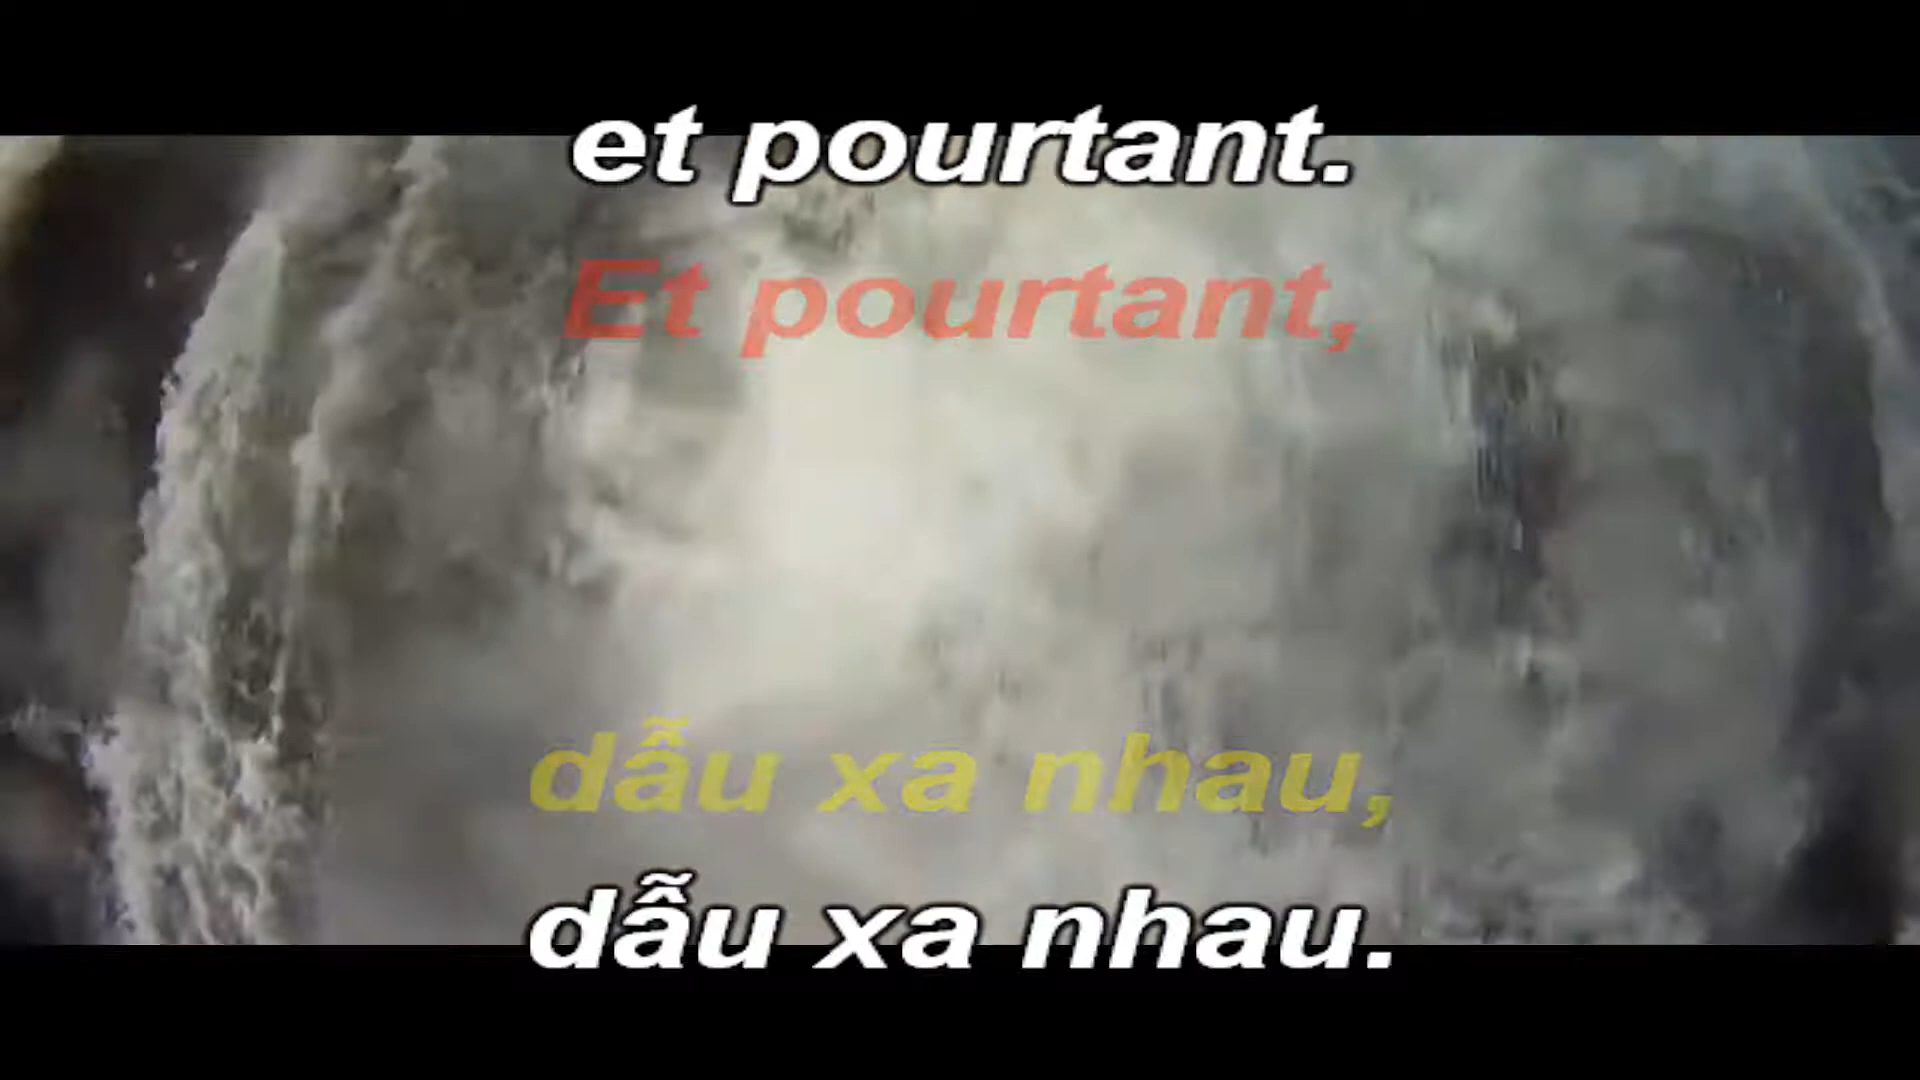 et pourtant.
Et pourtant,
dẫu xa nhau,
dẫu xa nhau.